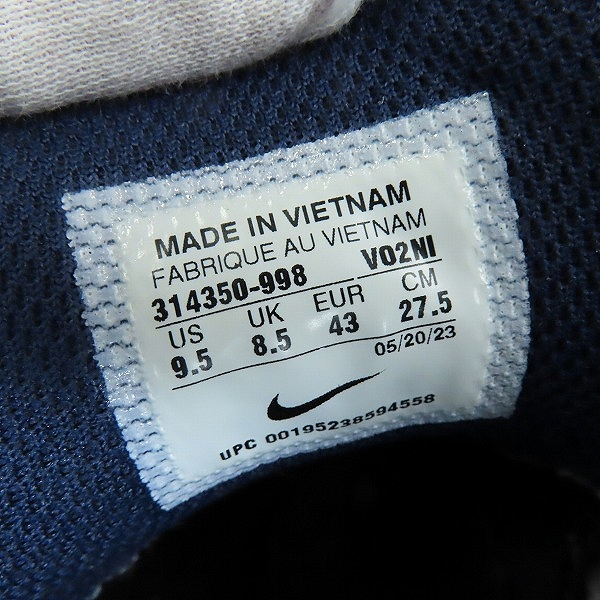 MADE IN VIETNAM
FABRIQUE AU VIETNAM
314350-998 VO2NI
US UK EUR CM
9.5 8.5 43 27.5
05/20/23
UPC 00195238594558